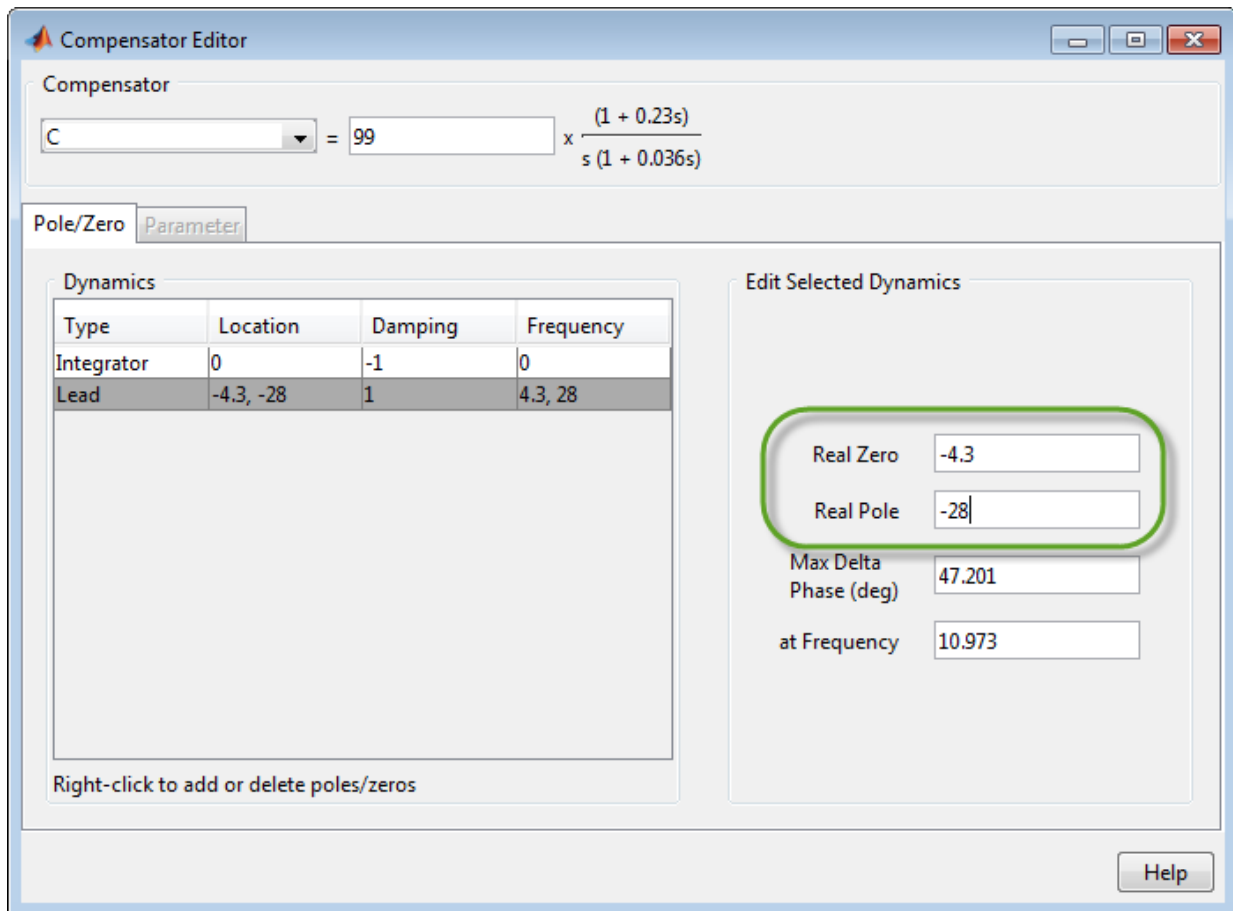 Compensator Editor
Compensator
C = 99 x (1 + 0.23s)
s (1 + 0.036s)
Pole/Zero Parameter
Dynamics
Type Location Damping Frequency
Integrator 0 -1 0
Lead -4.3, -28 1 4.3, 28
Right-click to add or delete poles/zeros
Edit Selected Dynamics
Real Zero -4.3
Real Pole -28
Max Delta
Phase (deg) 47.201
at Frequency 10.973
Help